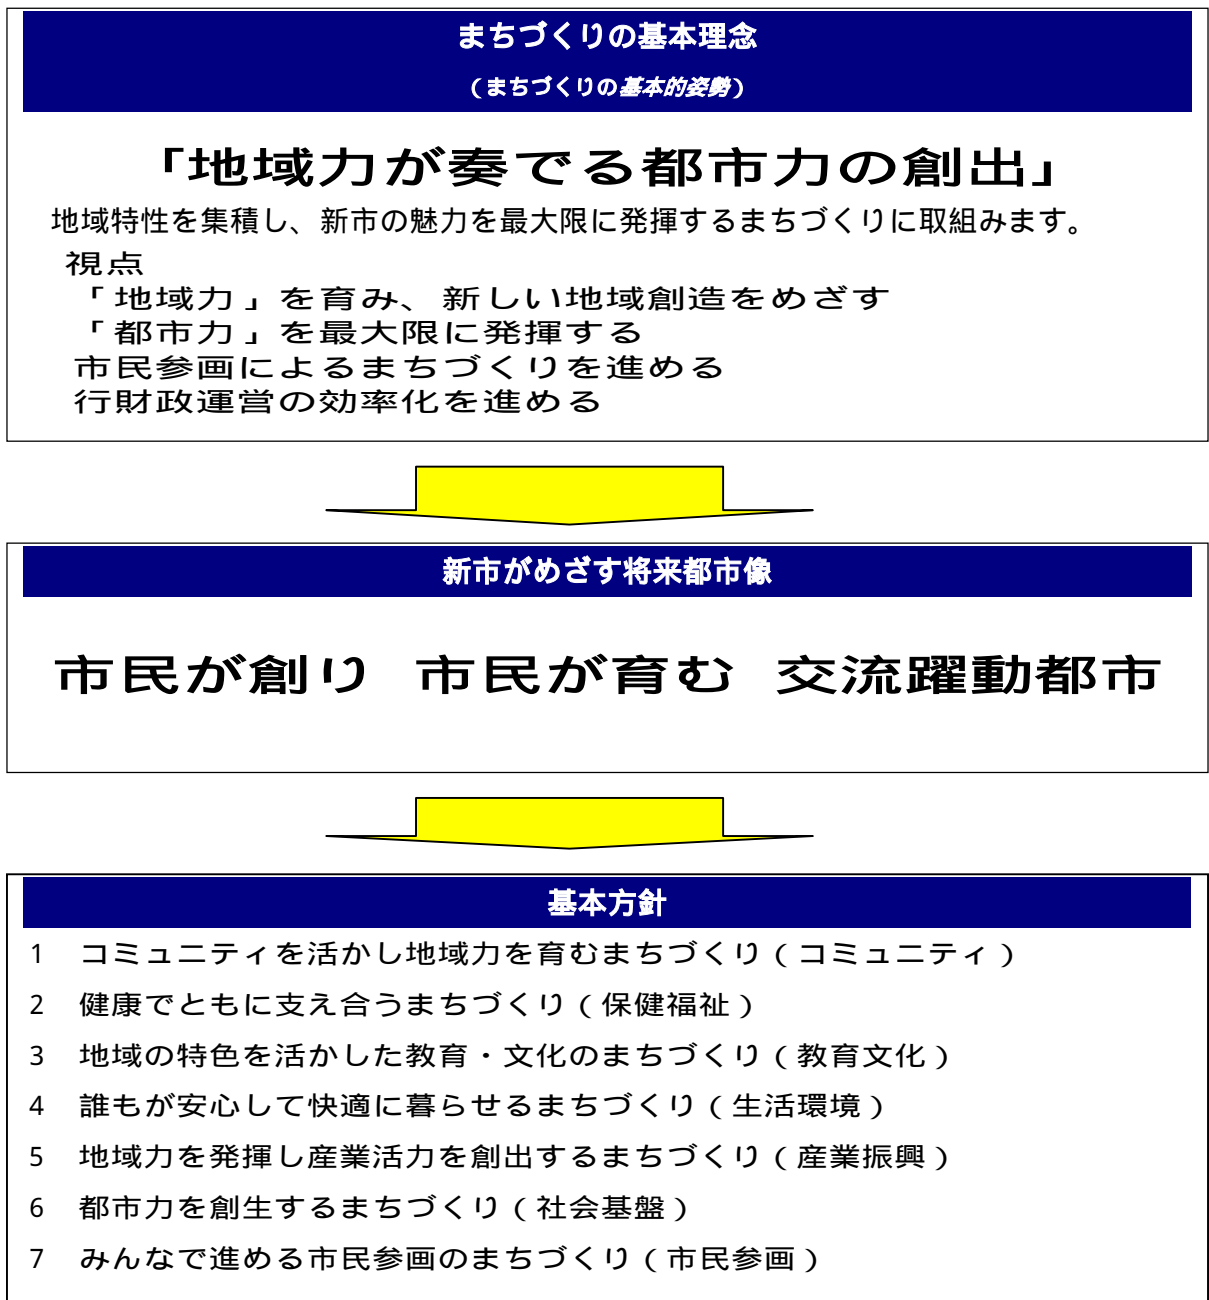 まちづくりの基本理念
（まちづくりの基本的姿勢）
「地域力が奏でる都市力の創出」
地域特性を集積し、新市の魅力を最大限に発揮するまちづくりに取組みます。
視点
「地域力」を育み、新しい地域創造をめざす
「都市力」を最大限に発揮する
市民参画によるまちづくりを進める
行財政運営の効率化を進める
新市がめざす将来都市像
市民が創り 市民が育む 交流躍動都市
基本方針
1 コミュニティを活かし地域力を育むまちづくり（コミュニティ）
2 健康でともに支え合うまちづくり（保健福祉）
3 地域の特色を活かした教育・文化のまちづくり（教育文化）
4 誰もが安心して快適に暮らせるまちづくり（生活環境）
5 地域力を発揮し産業活力を創出するまちづくり（産業振興）
6 都市力を創生するまちづくり（社会基盤）
7 みんなで進める市民参画のまちづくり（市民参画）